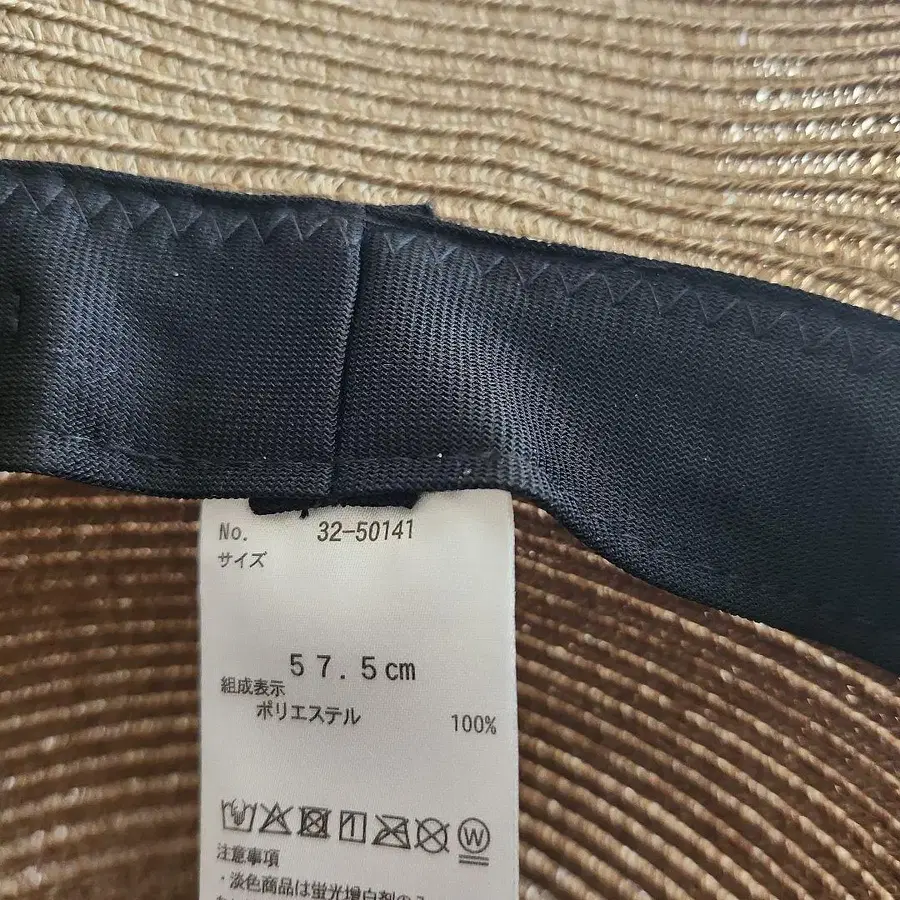 No. 32-50141
サイズ
57.5cm
組成表示
ポリエステル 100%
W
注意事項
・淡色商品は蛍光増白剤の